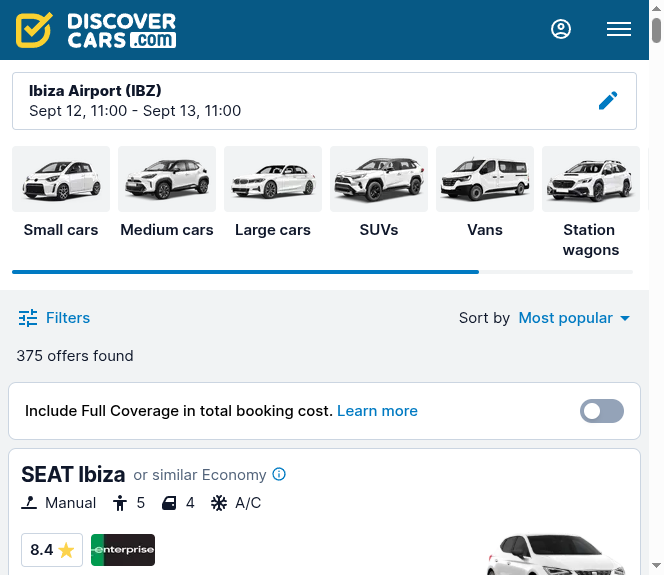 DISCOVER
CARS.com
Ibiza Airport (IBZ)
Sept 12, 11:00 - Sept 13, 11:00
Small cars
Medium cars
Large cars
SUVs
Vans
Station
wagons
Filters
Sort by Most popular
375 offers found
Include Full Coverage in total booking cost. Learn more
SEAT Ibiza or similar Economy
Manual 5 4 A/C
8.4 enterprise